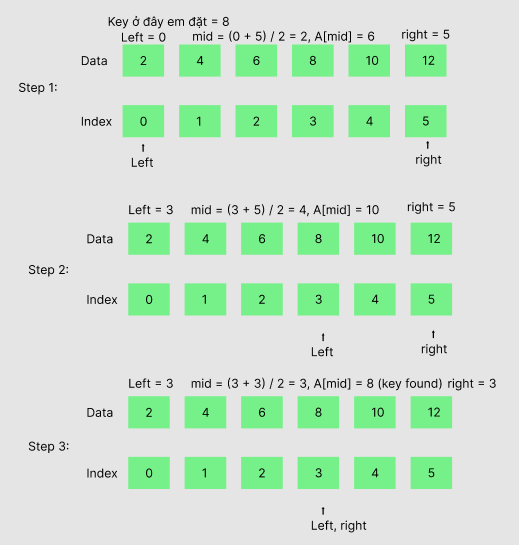 Key ở đây em đặt = 8
Left = 0 mid = (0 + 5) / 2 = 2, A[mid] = 6 right = 5
Data 2 4 6 8 10 12
Step 1:
Index 0 1 2 3 4 5
Left right
Left = 3 mid = (3 + 5) / 2 = 4, A[mid] = 10 right = 5
Data 2 4 6 8 10 12
Step 2:
Index 0 1 2 3 4 5
Left right
Left = 3 mid = (3 + 3) / 2 = 3, A[mid] = 8 (key found) right = 3
Data 2 4 6 8 10 12
Step 3:
Index 0 1 2 3 4 5
Left, right